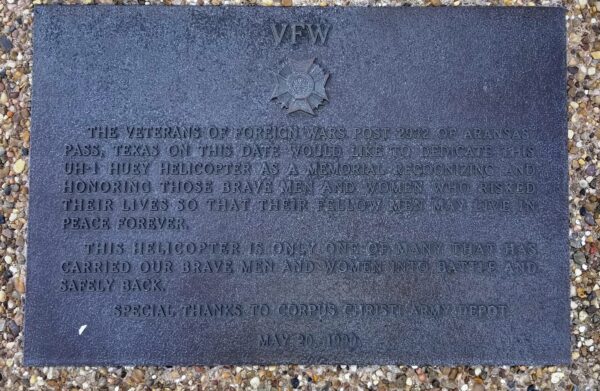 VFW
THE VETERANS OF FOREIGN WARS POST 2932 OF ARANSAS
PASS, TEXAS ON THIS DATE WOULD LIKE TO DEDICATE THIS
UH-1 HUEY HELICOPTER AS A MEMORIAL RECOGNIZING AND
HONORING THOSE BRAVE MEN AND WOMEN WHO RISKED
THEIR LIVES SO THAT THEIR FELLOW MEN MAY LIVE IN
PEACE FOREVER.
THIS HELICOPTER IS ONLY ONE OF MANY THAT HAS
CARRIED OUR BRAVE MEN AND WOMEN INTO BATTLE AND
SAFELY BACK.
SPECIAL THANKS TO CORPUS CHRISTI ARMY DEPOT
MAY 20, 1999